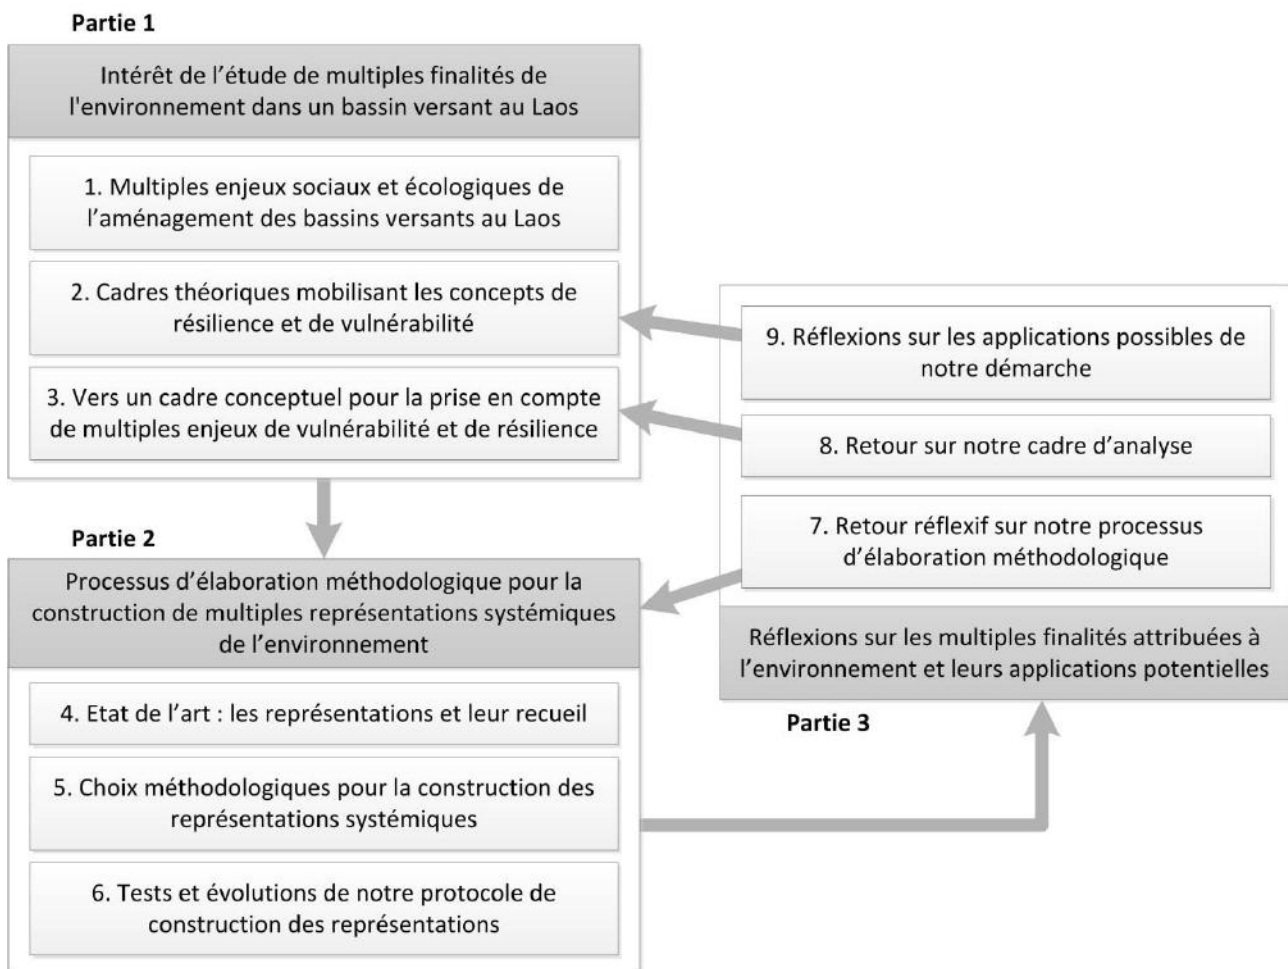 Partie 1
Intérêt de l’étude de multiples finalités de
l'environnement dans un bassin versant au Laos
1. Multiples enjeux sociaux et écologiques de
l’aménagement des bassins versants au Laos
2. Cadres théoriques mobilisant les concepts de
résilience et de vulnérabilité
3. Vers un cadre conceptuel pour la prise en compte
de multiples enjeux de vulnérabilité et de résilience
Partie 2
Processus d’élaboration méthodologique pour la
construction de multiples représentations systémiques
de l’environnement
4. Etat de l’art : les représentations et leur recueil
5. Choix méthodologiques pour la construction des
représentations systémiques
6. Tests et évolutions de notre protocole de
construction des représentations
9. Réflexions sur les applications possibles de
notre démarche
8. Retour sur notre cadre d’analyse
7. Retour réflexif sur notre processus
d’élaboration méthodologique
Réflexions sur les multiples finalités attribuées à
l’environnement et leurs applications potentielles
Partie 3